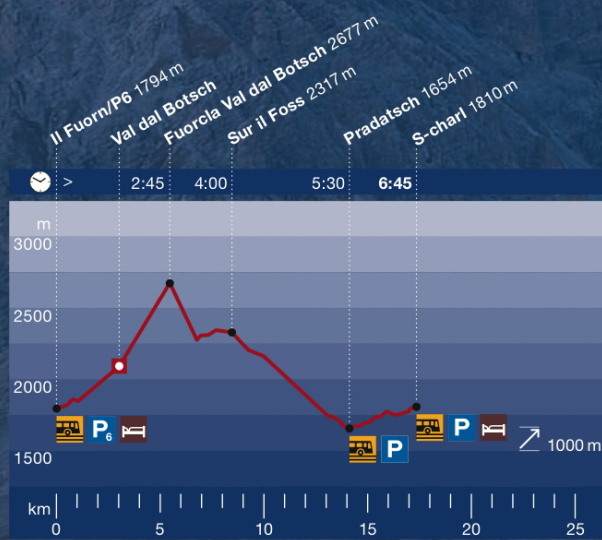 Il Fuorn/P6 1794 m
Val dal Botsch
Fuorcla Val dal Botsch 2677 m
Sur il Foss 2317 m
Pradatsch 1654 m
S-charl 1810 m
> 2:45 4:00 5:30 6:45
m
3000
2500
2000
1500
P6
P
P
1000 m
km
0 5 10 15 20 25